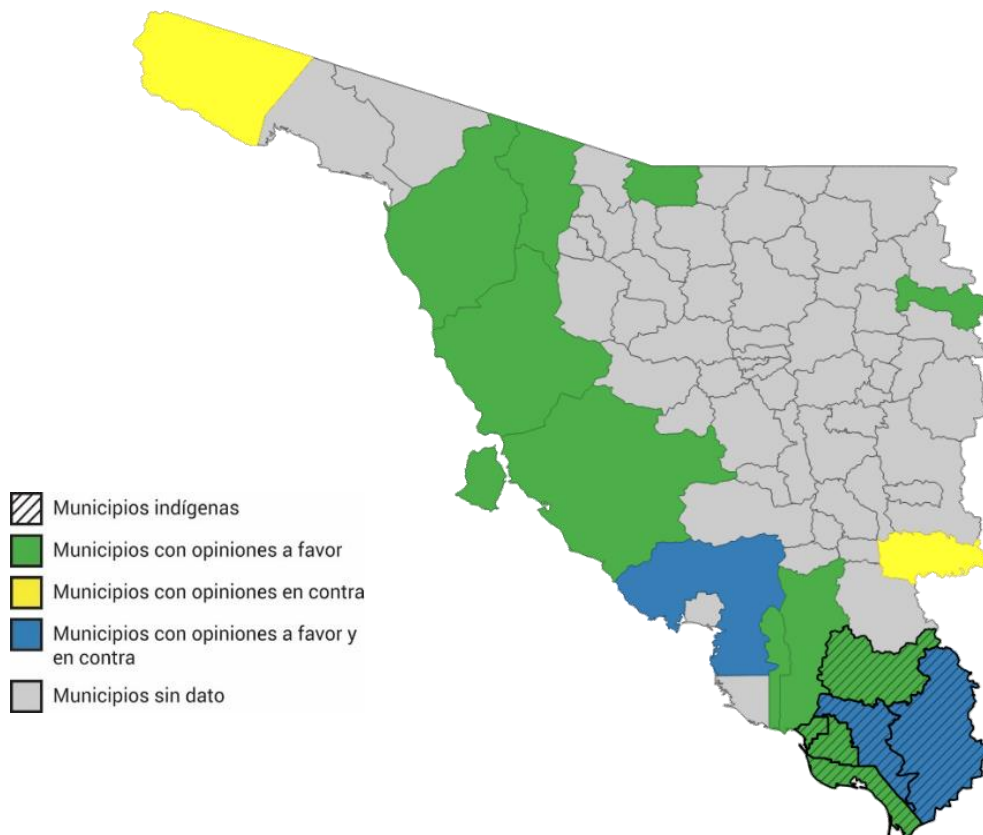 Municipios indígenas
Municipios con opiniones a favor
Municipios con opiniones en contra
Municipios con opiniones a favor y
en contra
Municipios sin dato